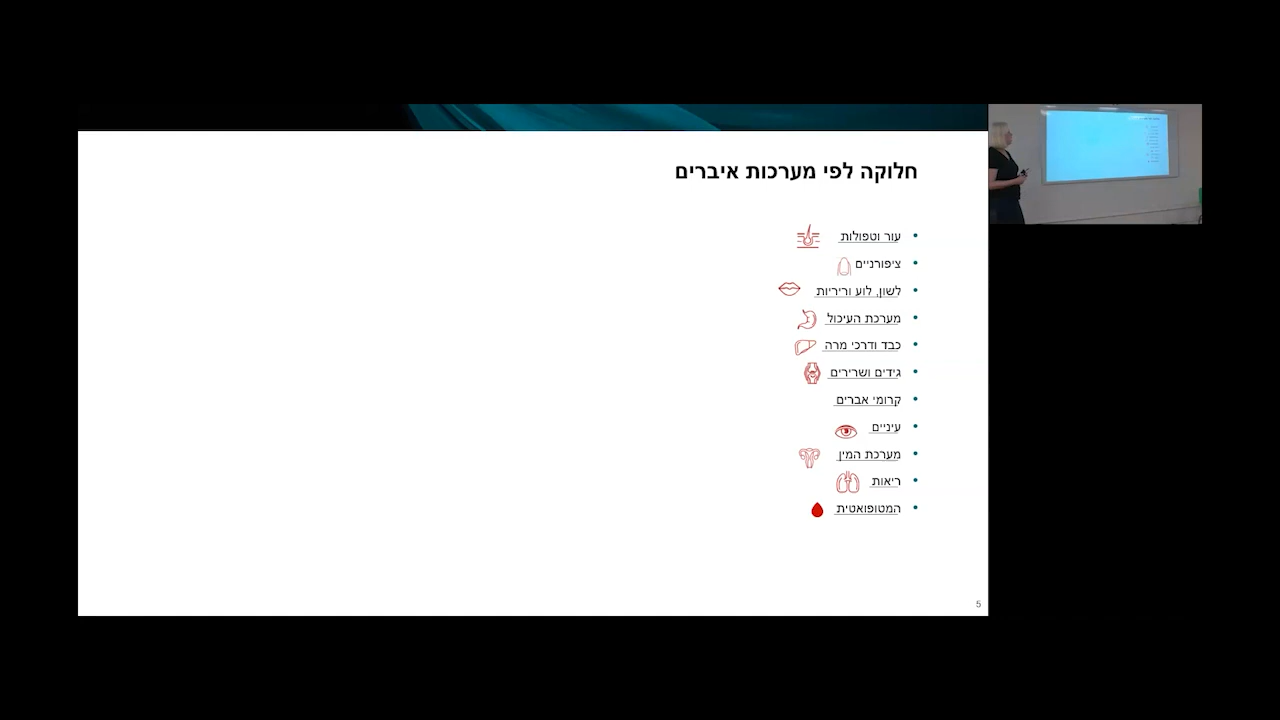 חלוקה לפי מערכות איברים
עור וטפולות
ציפורניים
לשון, לוע וריריות
מערכת העיכול
כבד ודרכי מרה
גידים ושרירים
קרומי אברים
עיניים
מערכת המין
ריאות
המטופואטית
5